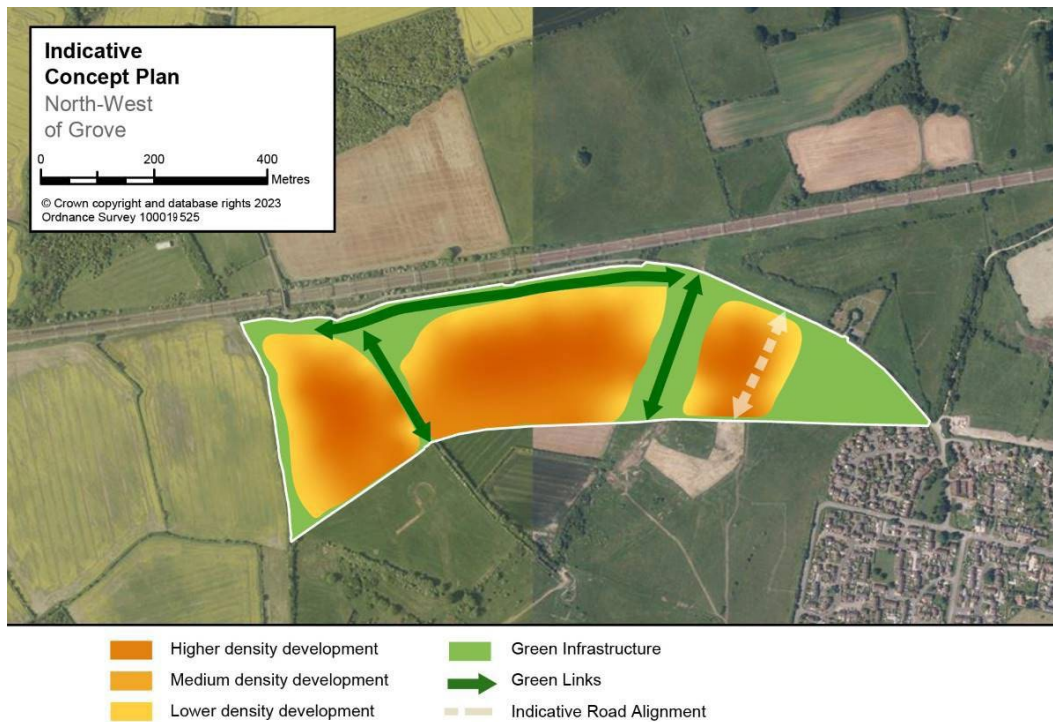 Indicative
Concept Plan
North-West
of Grove
0 200 400
Metres
© Crown copyright and database rights 2023
Ordnance Survey 100019525
Higher density development
Medium density development
Lower density development
Green Infrastructure
Green Links
Indicative Road Alignment